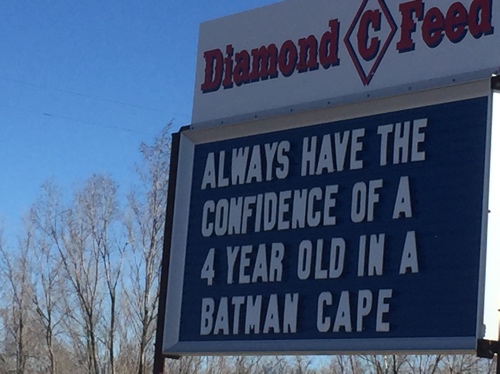 Diamond C Feed
ALWAYS HAVE THE
CONFIDENCE OF A
4 YEAR OLD IN A
BATMAN CAPE